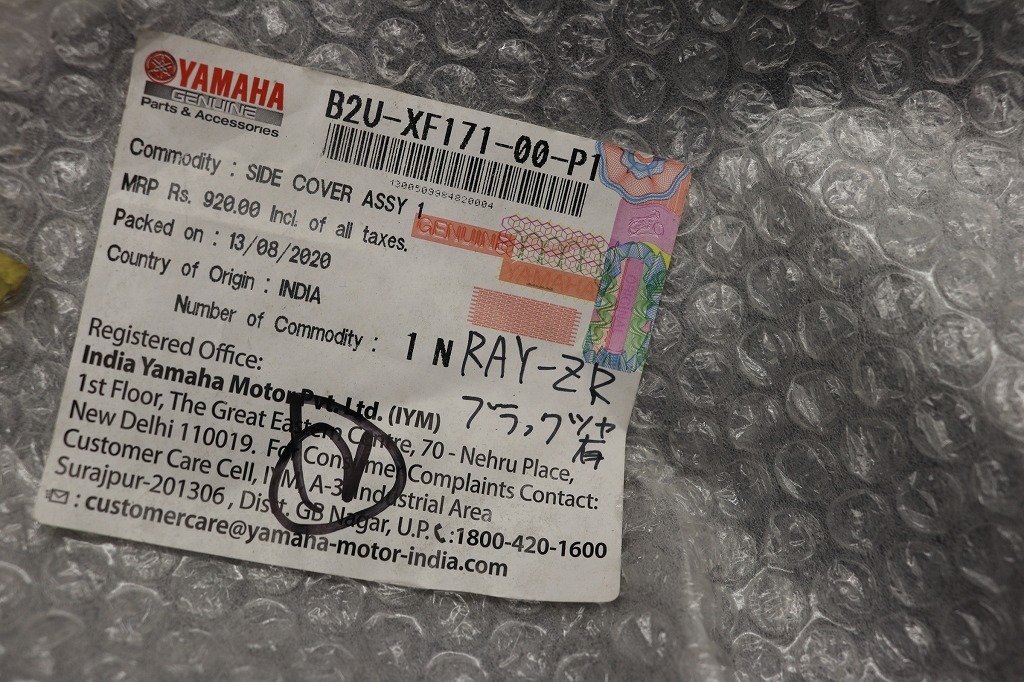 YAMAHA
GENUINE
Parts & Accessories
B2U-XF171-00-P1
1300509984820004
Commodity : SIDE COVER ASSY 1
MRP Rs. 920.00 Incl. of all taxes.
GENUINE
YAMAHA
Packed on : 13/08/2020
Country of Origin : INDIA
Number of Commodity : 1 N
RAY-ZR
ブラックツヤ
有
Registered Office:
India Yamaha Motor Pvt. Ltd. (IYM)
1st Floor, The Great Eastern Centre, 70 - Nehru Place,
New Delhi 110019. For Consumer Complaints Contact:
Customer Care Cell, IYM, A-3, Industrial Area
Surajpur-201306 , Dist. GB Nagar, U.P. :1800-420-1600
: customercare@yamaha-motor-india.com